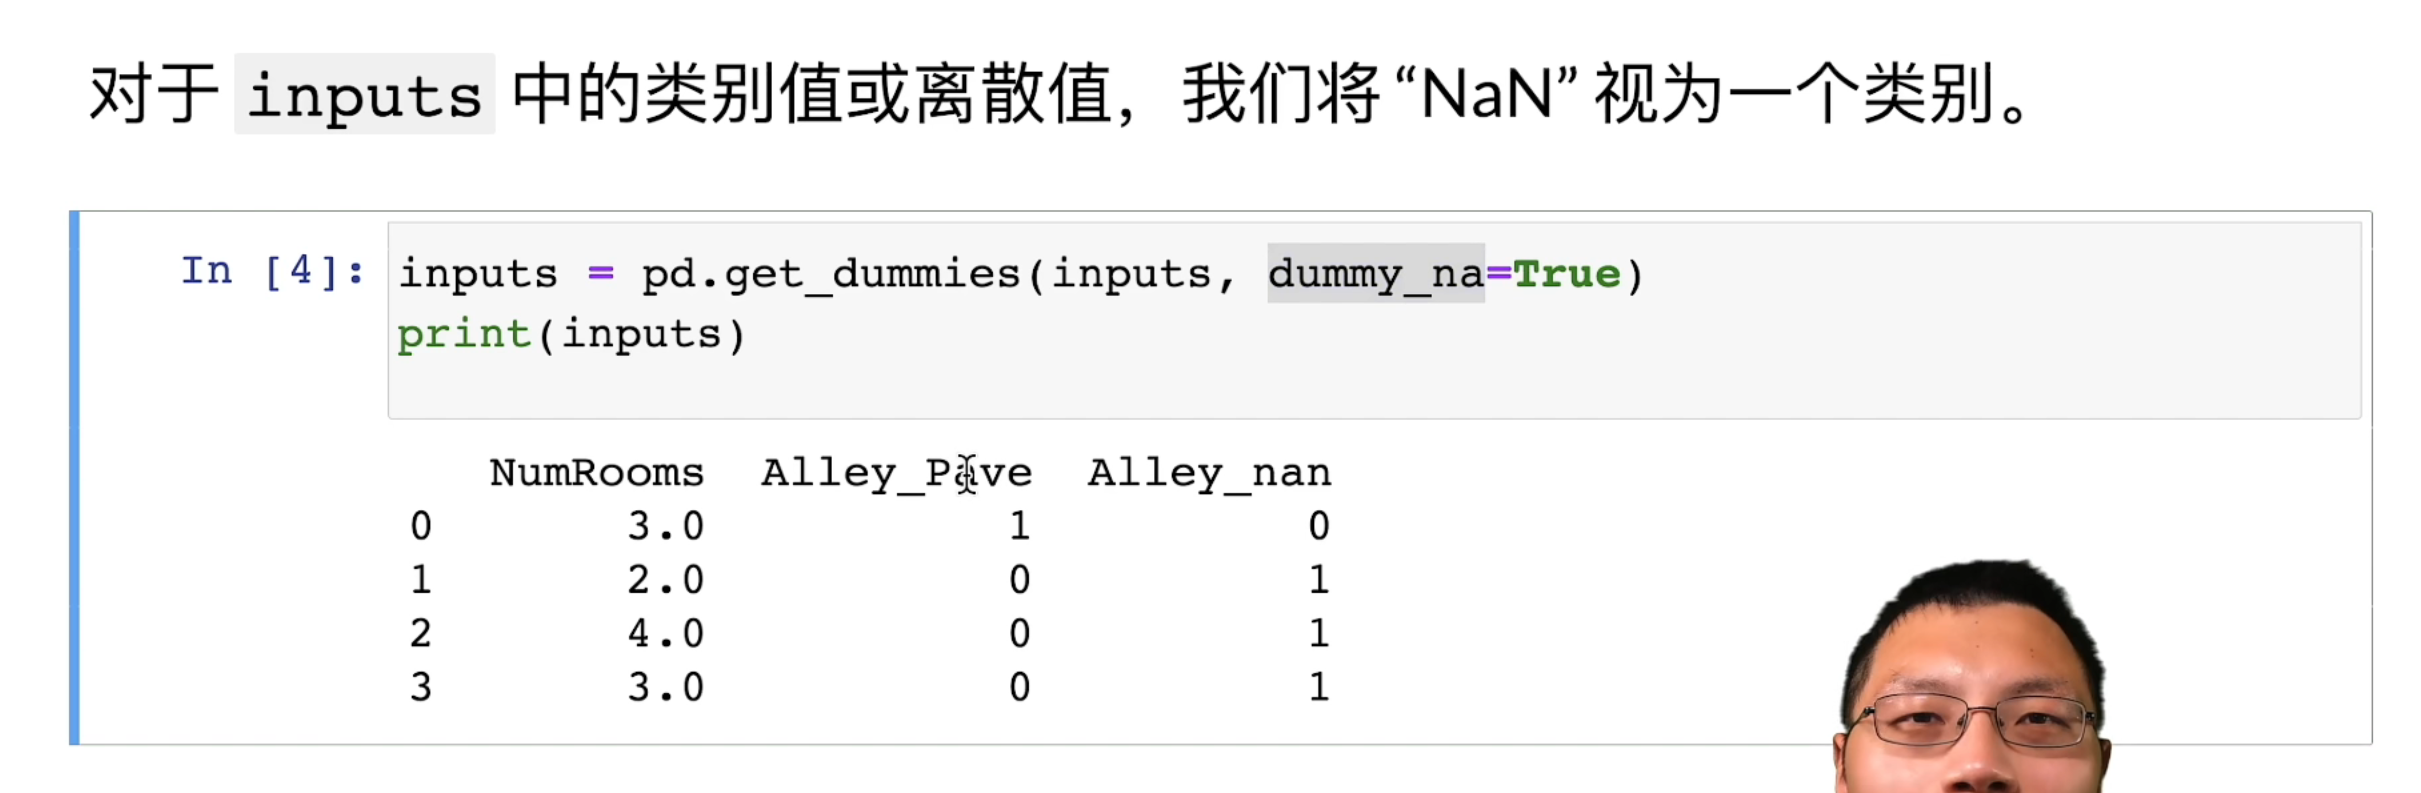 对于 inputs 中的类别值或离散值，我们将“NaN”视为一个类别。
In [4]: inputs = pd.get_dummies(inputs, dummy_na=True)
print(inputs)
NumRooms Alley_Pave Alley_nan
0 3.0 1 0
1 2.0 0 1
2 4.0 0 1
3 3.0 0 1